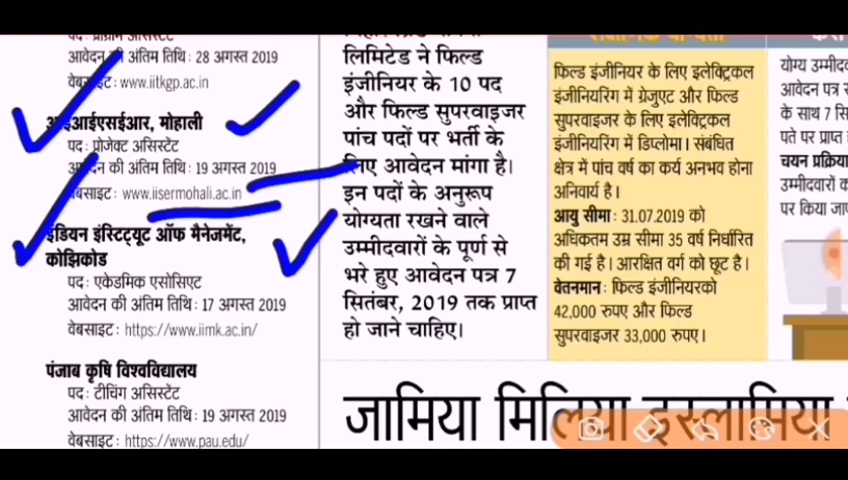 पद: प्रोग्राम असिस्टेंट
आवेदन की अंतिम तिथि: 28 अगस्त 2019
वेबसाइट: www.iitkgp.ac.in
आईआईएसईआर, मोहाली
पद: प्रोजेक्ट असिस्टेंट
आवेदन की अंतिम तिथि: 19 अगस्त 2019
वेबसाइट: www.iisermohali.ac.in
इंडियन इंस्टिट्यूट ऑफ मैनेजमेंट,
कोझिकोड
पद: एकेडमिक एसोसिएट
आवेदन की अंतिम तिथि: 17 अगस्त 2019
वेबसाइट: https://www.iimk.ac.in/
पंजाब कृषि विश्वविद्यालय
पद: टीचिंग असिस्टेंट
आवेदन की अंतिम तिथि: 19 अगस्त 2019
वेबसाइट: https://www.pau.edu/
लिमिटेड ने फिल्ड
इंजीनियर के 10 पद
और फिल्ड सुपरवाइजर
पांच पदों पर भर्ती के
लिए आवेदन मांगा है।
इन पदों के अनुरूप
योग्यता रखने वाले
उम्मीदवारों के पूर्ण से
भरे हुए आवेदन पत्र 7
सितंबर, 2019 तक प्राप्त
हो जाने चाहिए।
फिल्ड इंजीनियर के लिए इलेक्ट्रिकल
इंजीनियरिंग में ग्रेजुएट और फिल्ड
सुपरवाइजर के लिए इलेक्ट्रिकल
इंजीनियरिंग में डिप्लोमा। संबंधित
क्षेत्र में पांच वर्ष का कार्य अनभव होना
अनिवार्य है।
आयु सीमा: 31.07.2019 को
अधिकतम उम्र सीमा 35 वर्ष निर्धारित
की गई है। आरक्षित वर्ग को छूट है।
वेतनमान: फिल्ड इंजीनियरको
42,000 रुपए और फिल्ड
सुपरवाइजर 33,000 रुपए।
योग्य उम्मीदव
आवेदन पत्र
के साथ 7 सि
पते पर प्राप्त
चयन प्रक्रिया
उम्मीदवारों क
पर किया जाए
जामिया मिलिया इस्लामिया